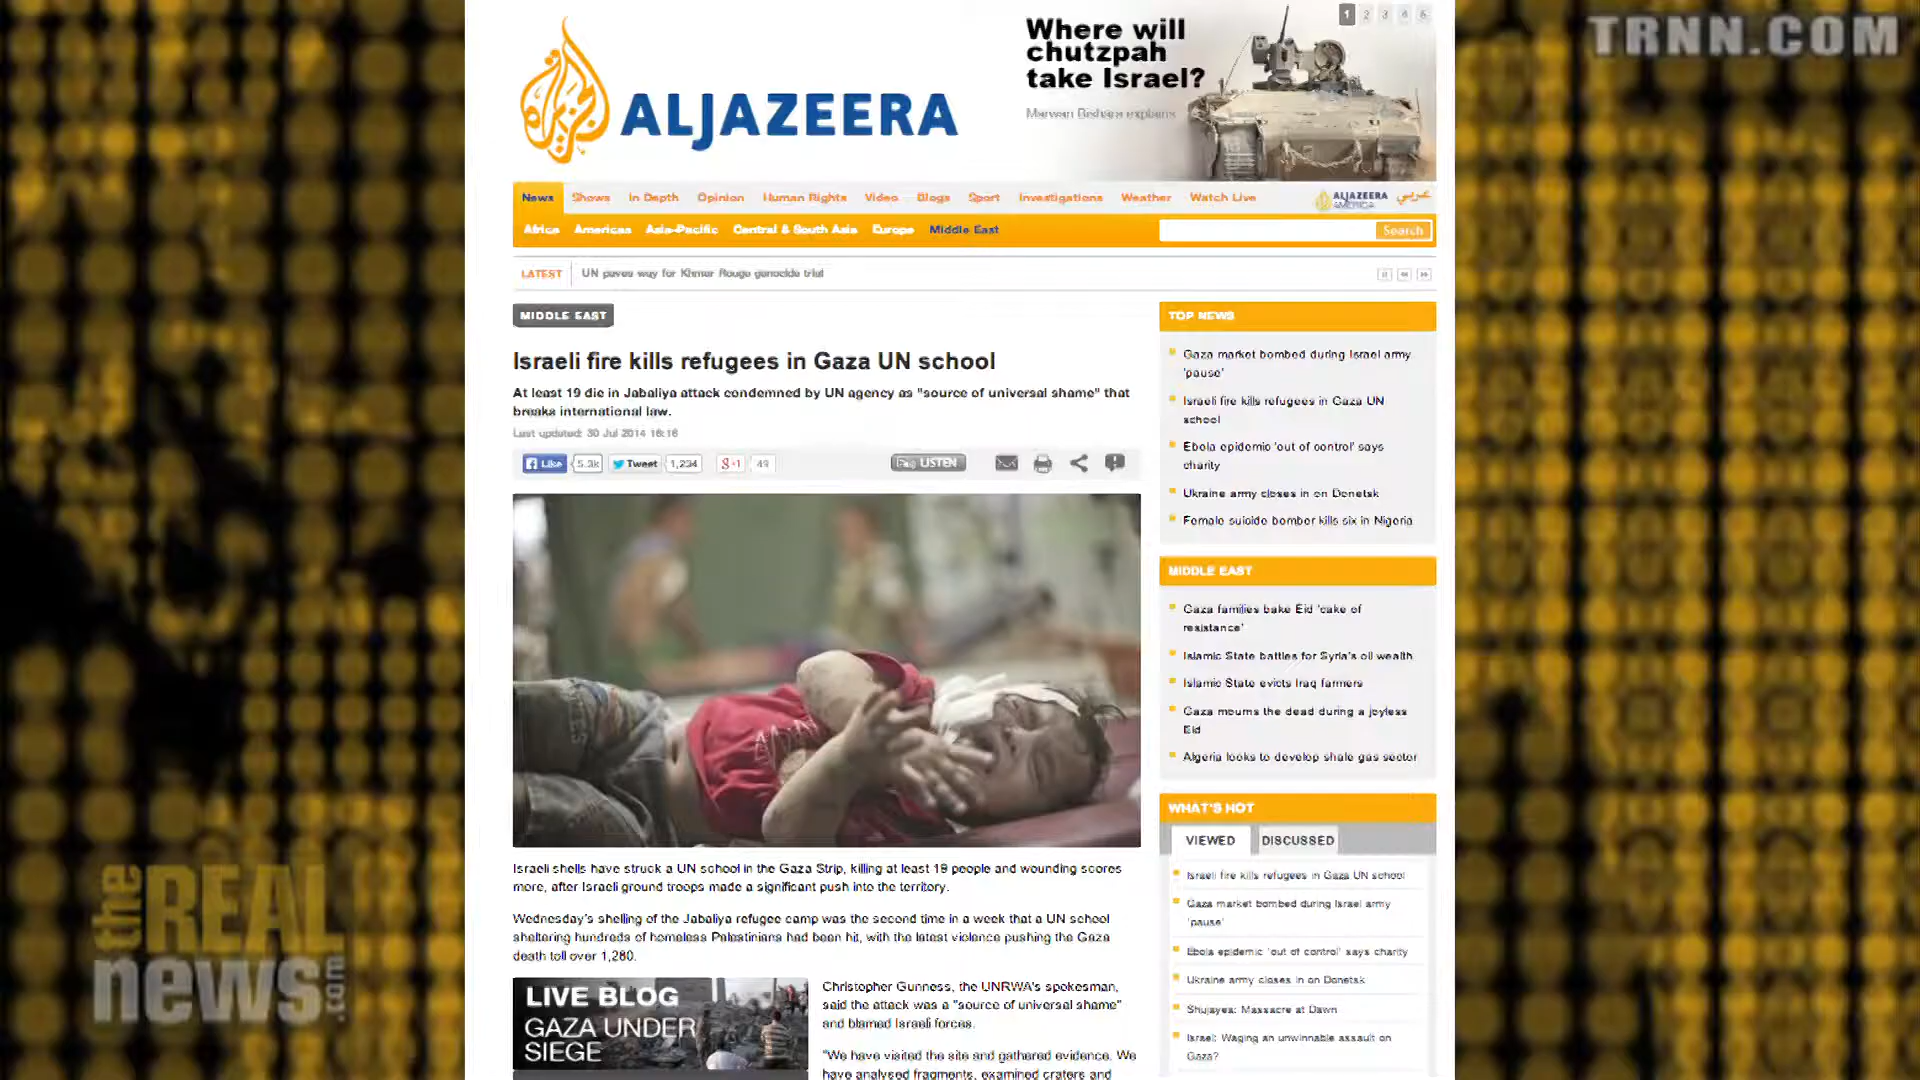 TRNN.COM
Where will
chutzpah
take Israel?
Marwan Bishara explains
1 2 3 4 5
ALJAZEERA
News Shows In Depth Opinion Human Rights Video Blogs Sport Investigations Weather Watch Live
ALJAZEERA
AMERICA
عربي
Africa Americas Asia-Pacific Central & South Asia Europe Middle East
Search
LATEST UN paves way for Khmer Rouge genocide trial
MIDDLE EAST
Israeli fire kills refugees in Gaza UN school
At least 19 die in Jabaliya attack condemned by UN agency as "source of universal shame" that
breaks international law.
Last updated: 30 Jul 2014 16:16
Like 5.3k Tweet 1,234 g+1 49 LISTEN
Israeli shells have struck a UN school in the Gaza Strip, killing at least 19 people and wounding scores
more, after Israeli ground troops made a significant push into the territory.
Wednesday's shelling of the Jabaliya refugee camp was the second time in a week that a UN school
sheltering hundreds of homeless Palestinians had been hit, with the latest violence pushing the Gaza
death toll over 1,280.
LIVE BLOG
GAZA UNDER
SIEGE
Christopher Gunness, the UNRWA's spokesman,
said the attack was a "source of universal shame"
and blamed Israeli forces.
"We have visited the site and gathered evidence. We
have analysed fragments, examined craters and
TOP NEWS
Gaza market bombed during Israel army
'pause'
Israeli fire kills refugees in Gaza UN
school
Ebola epidemic 'out of control' says
charity
Ukraine army closes in on Donetsk
Female suicide bomber kills six in Nigeria
MIDDLE EAST
Gaza families bake Eid 'cake of
resistance'
Islamic State battles for Syria's oil wealth
Islamic State evicts Iraq farmers
Gaza mourns the dead during a joyless
Eid
Algeria looks to develop shale gas sector
WHAT'S HOT
VIEWED DISCUSSED
Israeli fire kills refugees in Gaza UN school
Gaza market bombed during Israel army
'pause'
Ebola epidemic 'out of control' says charity
Ukraine army closes in on Donetsk
Shujayea: Massacre at Dawn
Israel: Waging an unwinnable assault on
Gaza?
the REAL
news.com